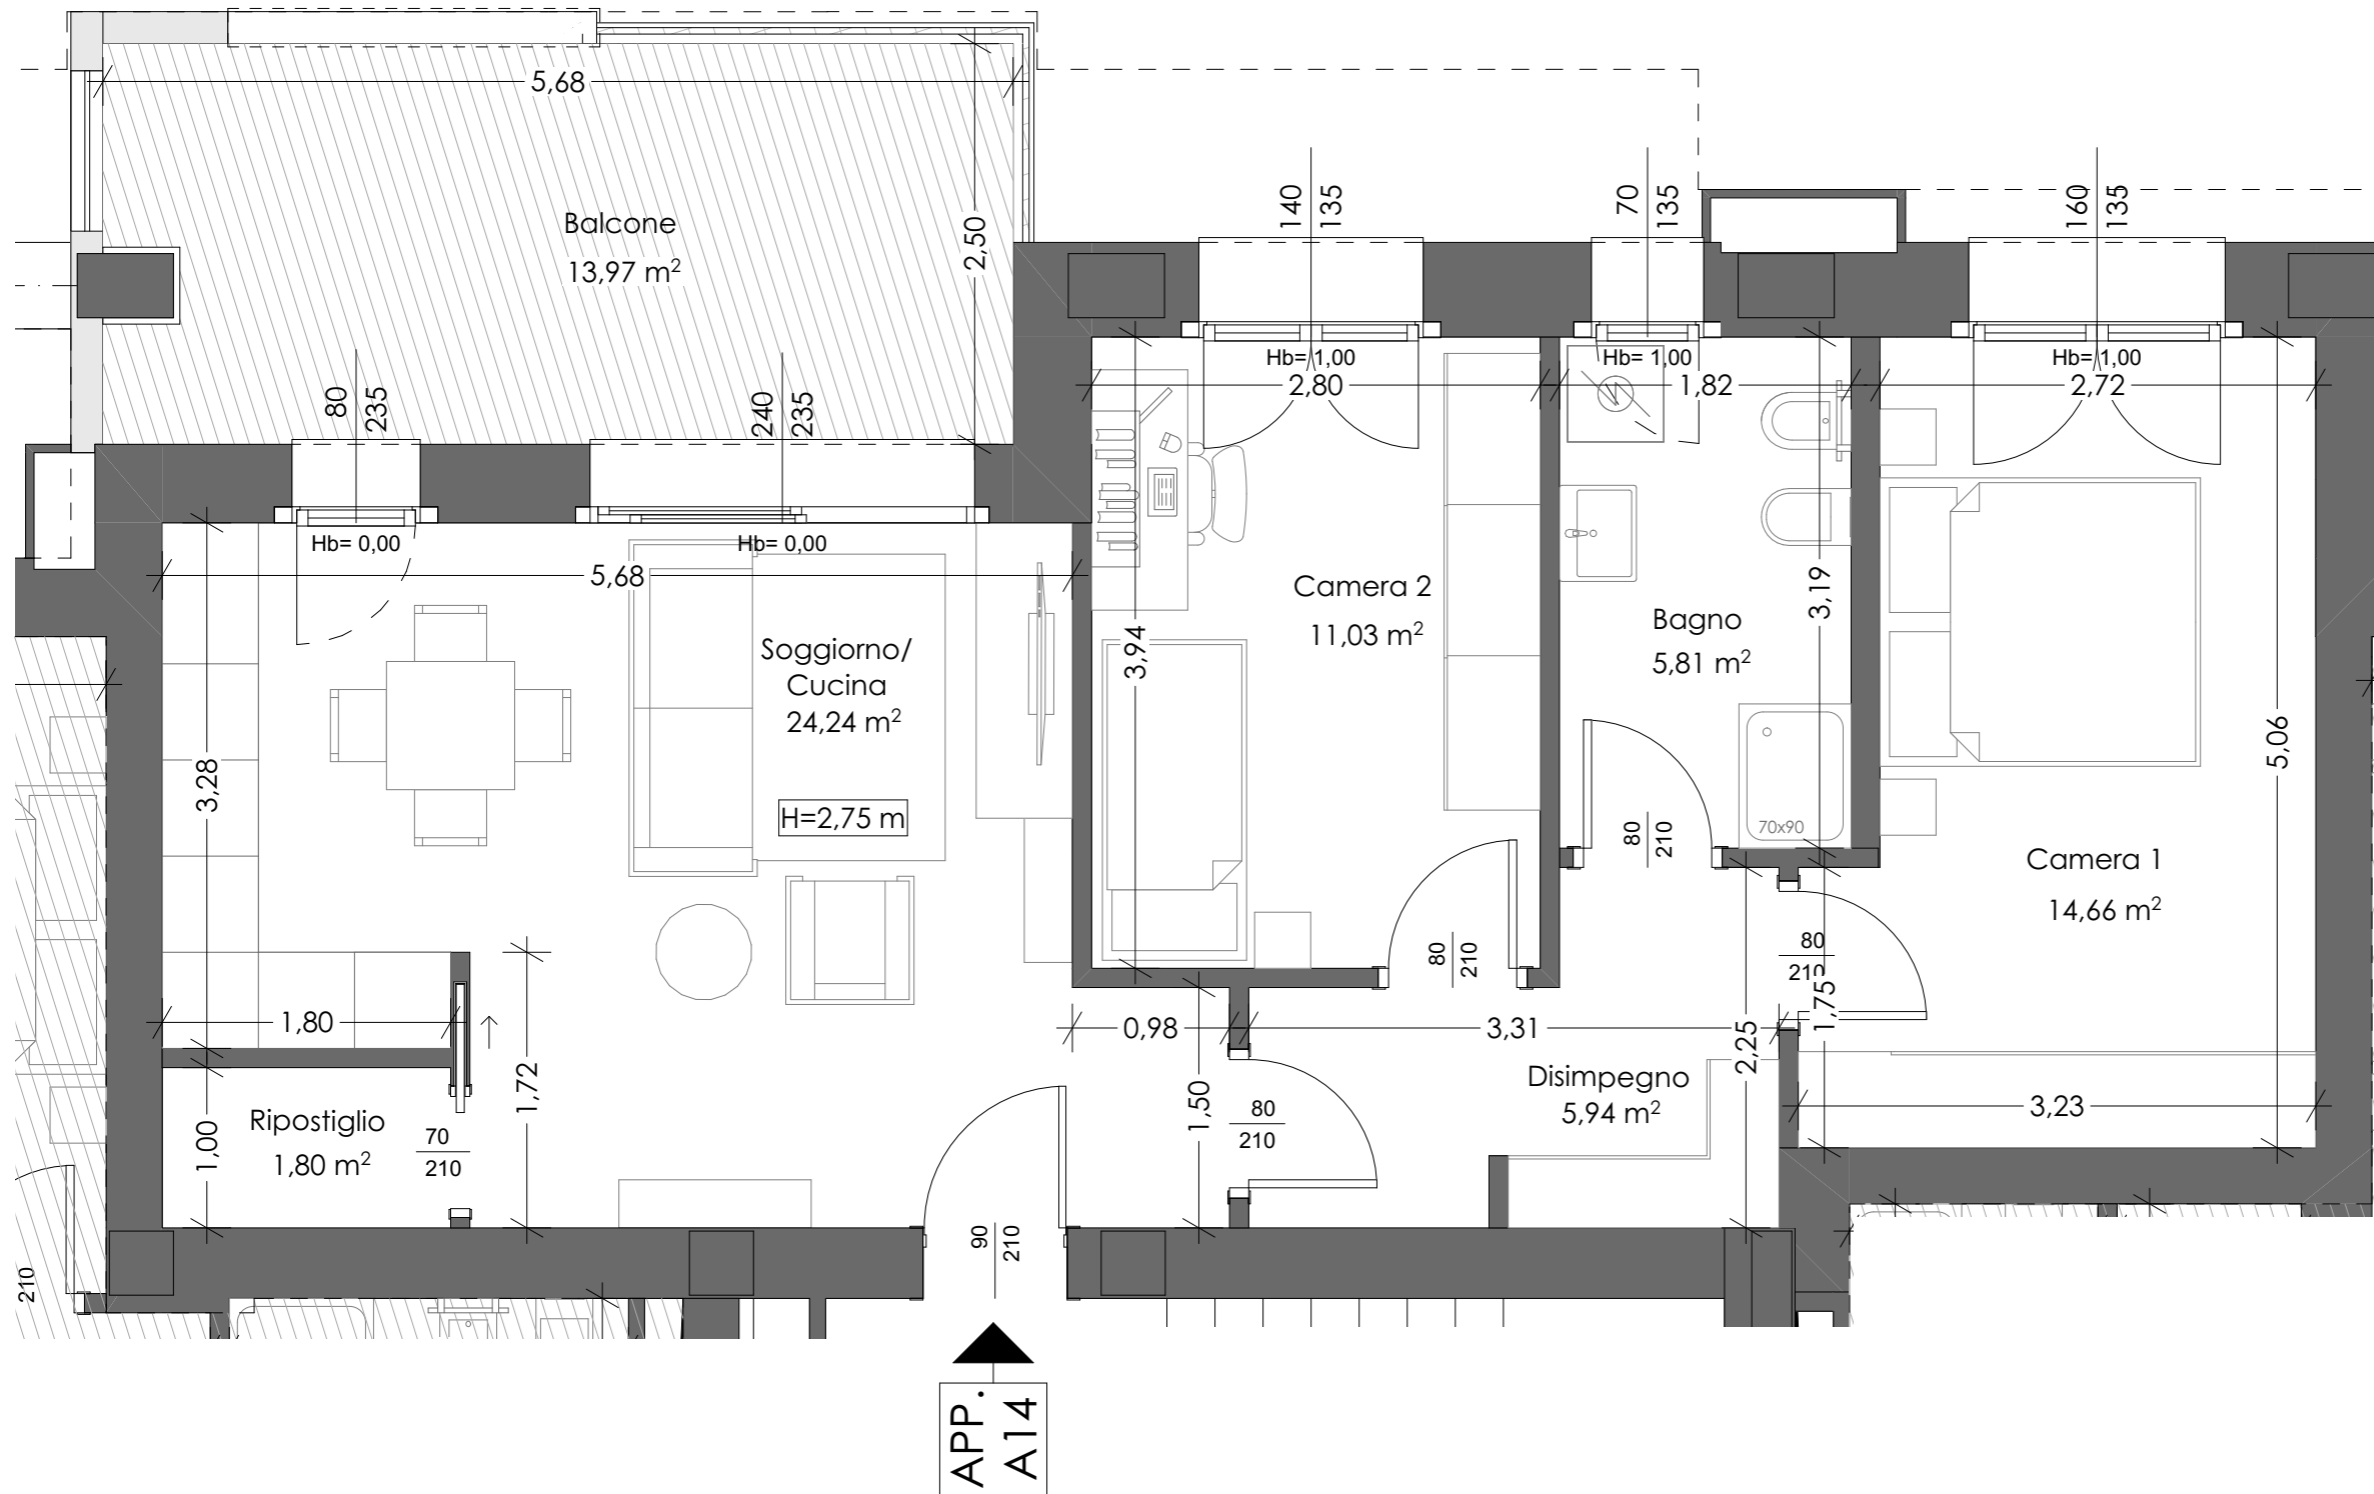 5,68
Balcone
13,97 m²
2,50
140
135
70
135
160
135
80
235
240
235
Hb= 1,00
Hb= 1,00
Hb= 1,00
2,80
1,82
2,72
Hb= 0,00
Hb= 0,00
5,68
Soggiorno/
Cucina
24,24 m²
H=2,75 m
3,28
3,94
Camera 2
11,03 m²
Bagno
5,81 m²
3,19
70x90
5,06
Camera 1
14,66 m²
80
210
80
210
80
210
1,75
1,80
1,72
0,98
3,31
2,25
1,50
80
210
Disimpegno
5,94 m²
3,23
Ripostiglio
1,80 m²
1,00
70
210
90
210
210
APP.
A14